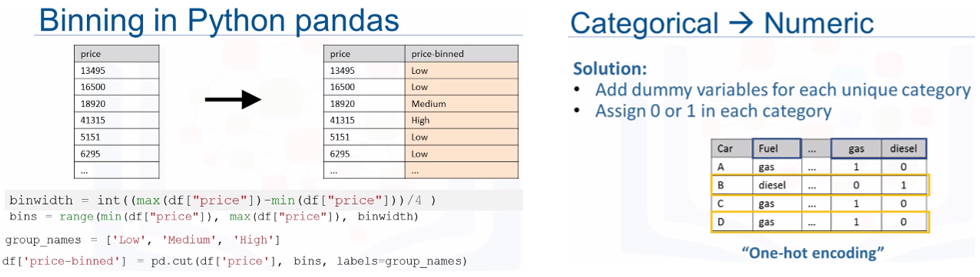 Binning in Python pandas
price
13495
16500
18920
41315
5151
6295
...
price price-binned
13495 Low
16500 Low
18920 Medium
41315 High
5151 Low
6295 Low
... ...
binwidth = int((max(df["price"])-min(df["price"]))/4 )
bins = range(min(df["price"]), max(df["price"]), binwidth)
group_names = ['Low', 'Medium', 'High']
df['price-binned'] = pd.cut(df['price'], bins, labels=group_names)
Categorical → Numeric
Solution:
• Add dummy variables for each unique category
• Assign 0 or 1 in each category
Car Fuel ... gas diesel
A gas ... 1 0
B diesel ... 0 1
C gas ... 1 0
D gas ... 1 0
“One-hot encoding”